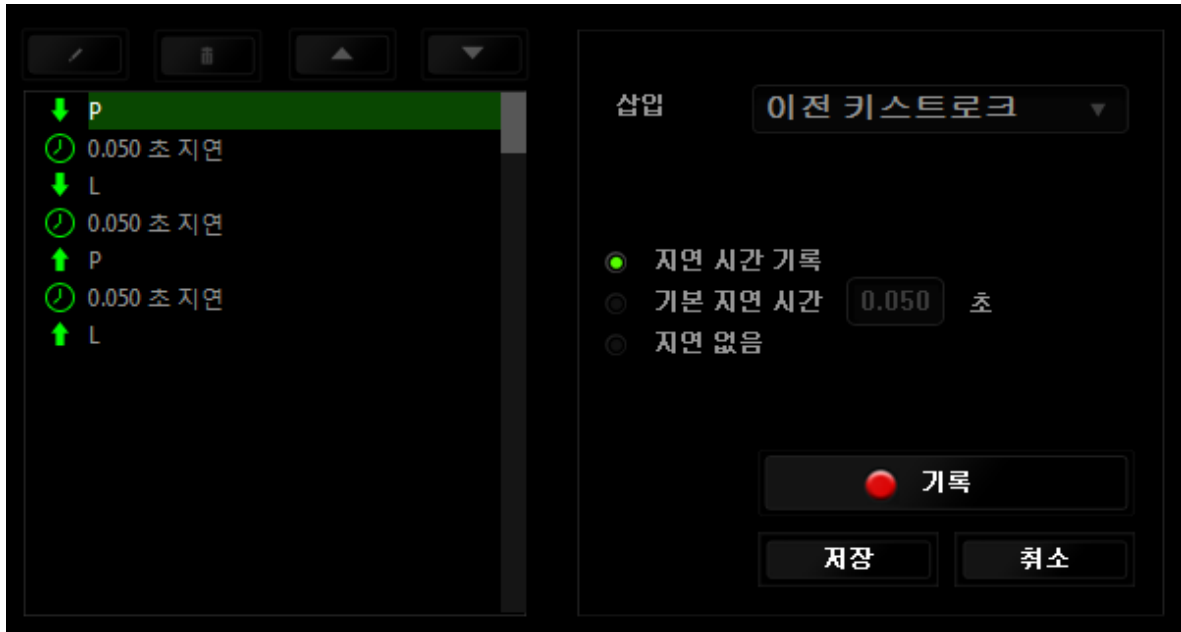 P
0.050 초 지연
L
0.050 초 지연
P
0.050 초 지연
L
삽입 이전 키스트로크
지연 시간 기록
기본 지연 시간 0.050 초
지연 없음
기록
저장 취소